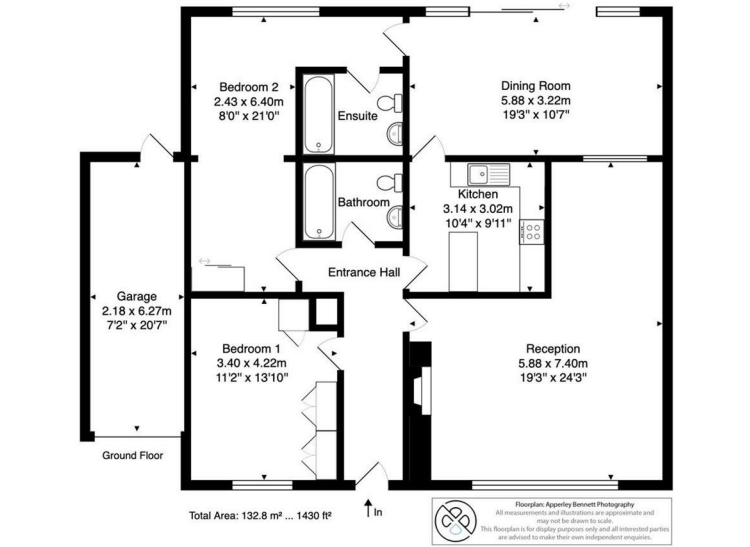 Bedroom 2
2.43 x 6.40m
8'0" x 21'0"
Ensuite
Dining Room
5.88 x 3.22m
19'3" x 10'7"
Bathroom
Kitchen
3.14 x 3.02m
10'4" x 9'11"
Entrance Hall
Garage
2.18 x 6.27m
7'2" x 20'7"
Bedroom 1
3.40 x 4.22m
11'2" x 13'10"
Reception
5.88 x 7.40m
19'3" x 24'3"
Ground Floor
Total Area: 132.8 m² ... 1430 ft²
In
Floorplan: Apperley Bennett Photography
All measurements and illustrations are approximate and
may not be drawn to scale.
This floorplan is for display purposes only and all interested parties
are advised to make their own independent enquiries.